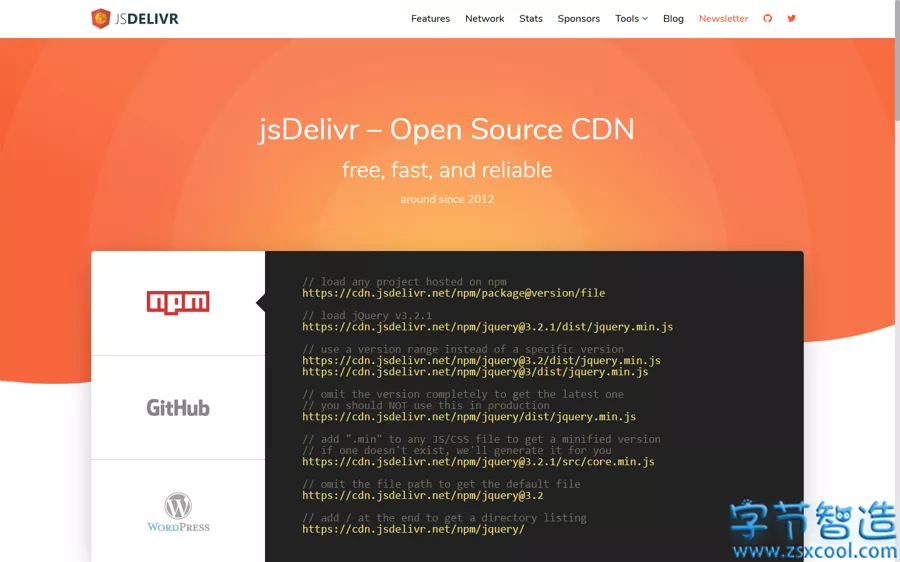 JSDELIVR
Features Network Stats Sponsors Tools Blog Newsletter
jsDelivr – Open Source CDN
free, fast, and reliable
around since 2012
npm
// load any project hosted on npm
https://cdn.jsdelivr.net/npm/package@version/file
// load jQuery v3.2.1
https://cdn.jsdelivr.net/npm/jquery@3.2.1/dist/jquery.min.js
// use a version range instead of a specific version
https://cdn.jsdelivr.net/npm/jquery@3.2/dist/jquery.min.js
https://cdn.jsdelivr.net/npm/jquery@3/dist/jquery.min.js
GitHub
// omit the version completely to get the latest one
// you should NOT use this in production
https://cdn.jsdelivr.net/npm/jquery/dist/jquery.min.js
// add ".min" to any JS/CSS file to get a minified version
// if one doesn't exist, we'll generate it for you
https://cdn.jsdelivr.net/npm/jquery@3.2.1/src/core.min.js
WORDPRESS
// omit the file path to get the default file
https://cdn.jsdelivr.net/npm/jquery@3.2
// add / at the end to get a directory listing
https://cdn.jsdelivr.net/npm/jquery/
字节智造
www.zsxcool.com